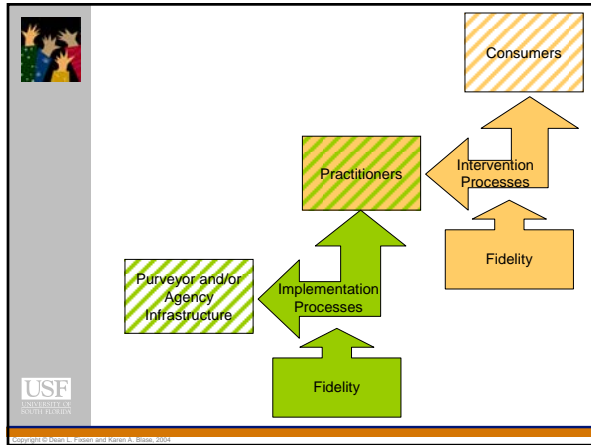 Consumers
Practitioners
Intervention
Processes
Fidelity
Purveyor and/or
Agency
Infrastructure
Implementation
Processes
Fidelity
USF
UNIVERSITY OF
SOUTH FLORIDA
Copyright © Dean L. Fixsen and Karen A. Blase, 2004